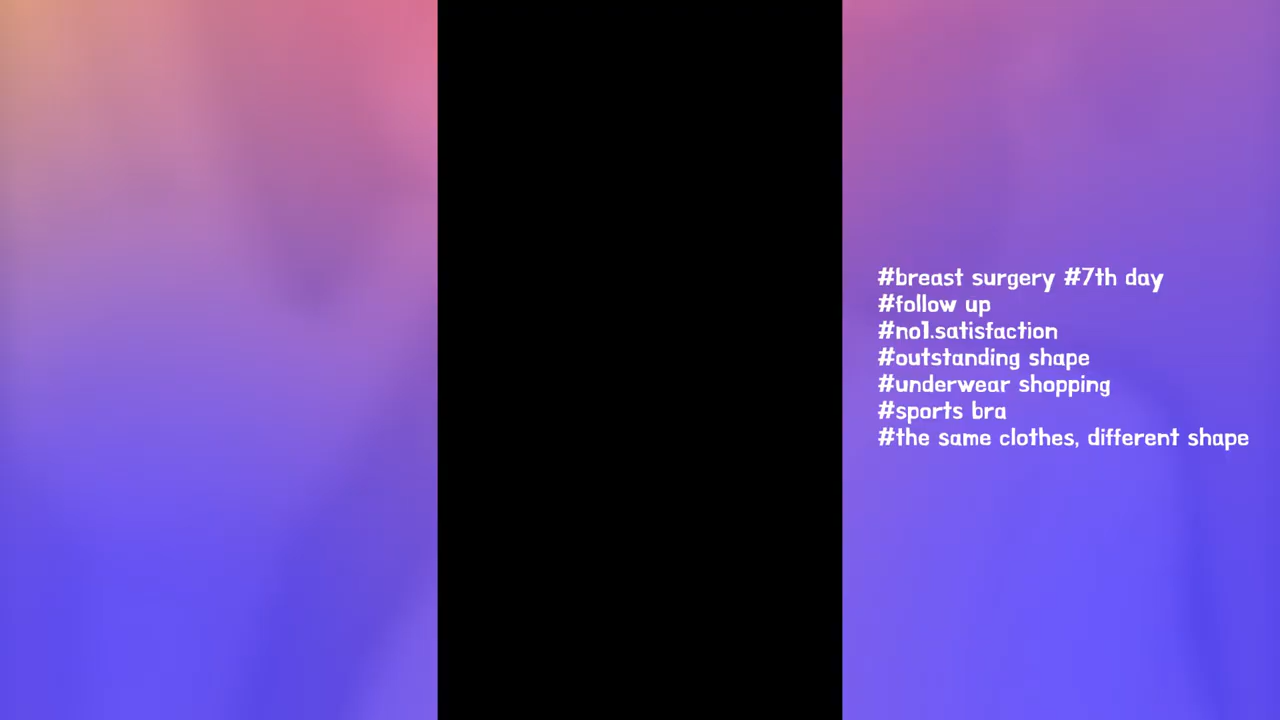 #breast surgery #7th day
#follow up
#no1.satisfaction
#outstanding shape
#underwear shopping
#sports bra
#the same clothes, different shape